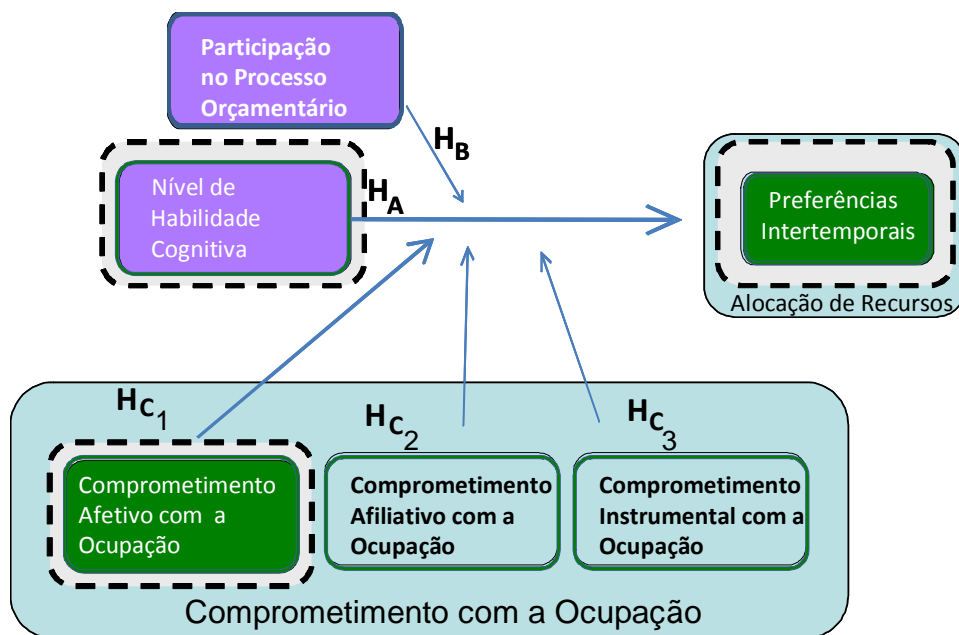 Participação
no Processo
Orçamentário
HB
Nível de
Habilidade
Cognitiva
HA
Preferências
Intertemporais
Alocação de Recursos
HC1
HC2
HC3
Comprometimento
Afetivo com a
Ocupação
Comprometimento
Afiliativo com a
Ocupação
Comprometimento
Instrumental com a
Ocupação
Comprometimento com a Ocupação